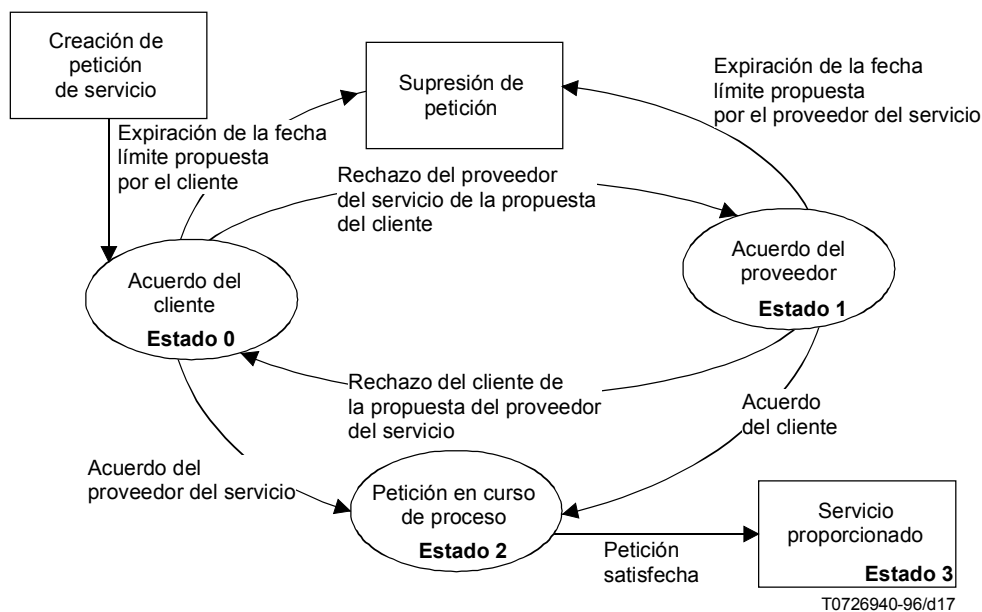 Creación de
petición
de servicio
Supresión de
petición
Expiración de la fecha
límite propuesta
por el proveedor del servicio
Expiración de la fecha
límite propuesta
por el cliente
Rechazo del proveedor
del servicio de la propuesta
del cliente
Acuerdo del
cliente
Estado 0
Acuerdo del
proveedor
Estado 1
Rechazo del cliente de
la propuesta del proveedor
del servicio
Acuerdo
del cliente
Acuerdo del
proveedor del servicio
Petición en curso
de proceso
Estado 2
Petición
satisfecha
Servicio
proporcionado
Estado 3
T0726940-96/d17